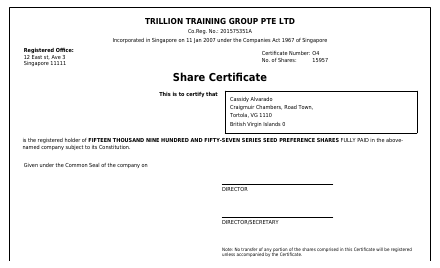 TRILLION TRAINING GROUP PTE LTD
Co.Reg. No.: 201575351A
Incorporated in Singapore on 11 Jan 2007 under the Companies Act 1967 of Singapore
Registered Office:
12 East st, Ave 3
Singapore 11111
Certificate Number: O4
No. of Shares: 15957
Share Certificate
This is to certify that
Cassidy Alvarado
Craigmuir Chambers, Road Town,
Tortola, VG 1110
British Virgin Islands 0
is the registered holder of FIFTEEN THOUSAND NINE HUNDRED AND FIFTY-SEVEN SERIES SEED PREFERENCE SHARES FULLY PAID in the above-
named company subject to its Constitution.
Given under the Common Seal of the company on
DIRECTOR
DIRECTOR/SECRETARY
Note: No transfer of any portion of the shares comprised in this Certificate will be registered
unless accompanied by the Certificate.